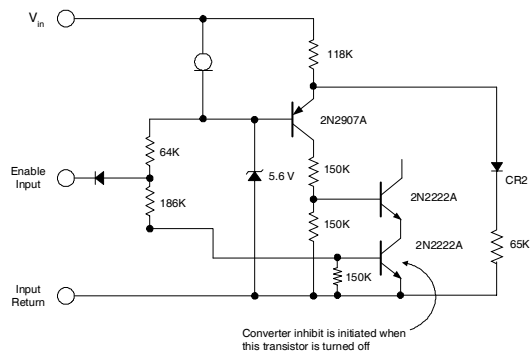 Vin
118K
2N2907A
64K
Enable
Input
5.6 V
150K
CR2
186K
2N2222A
150K
2N2222A
65K
150K
Input
Return
Converter inhibit is initiated when
this transistor is turned off